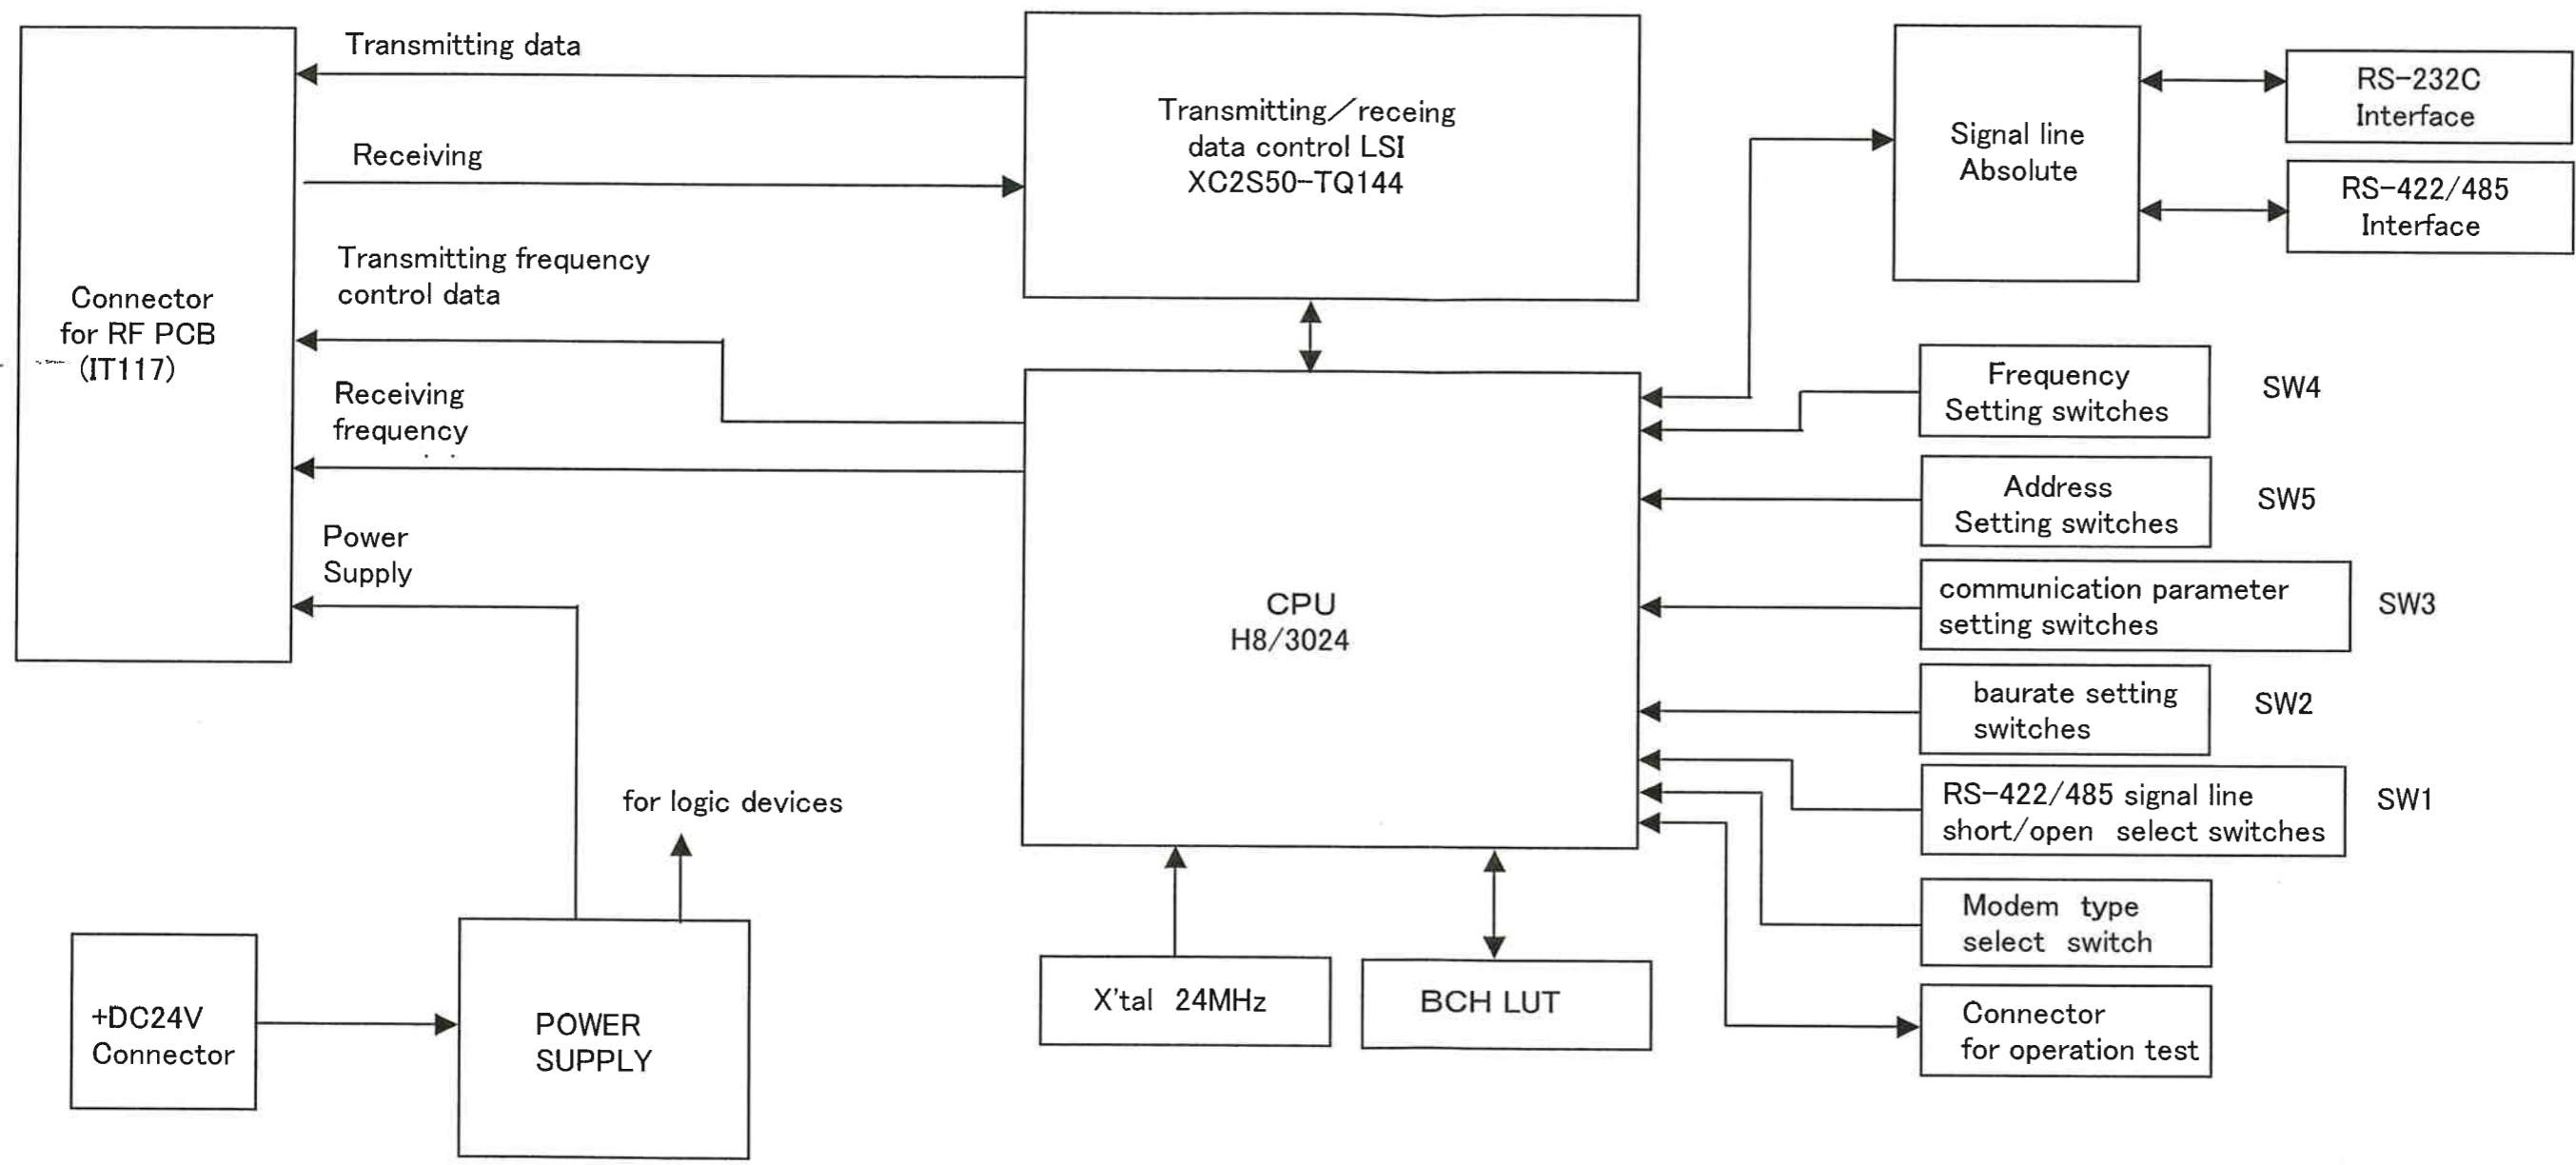 Transmitting data
Receiving
Transmitting frequency
control data
Receiving
frequency
Power
Supply
Connector
for RF PCB
(IT117)
Transmitting／receing
data control LSI
XC2S50-TQ144
Signal line
Absolute
RS-232C
Interface
RS-422/485
Interface
CPU
H8/3024
Frequency
Setting switches
SW4
Address
Setting switches
SW5
communication parameter
setting switches
SW3
baurate setting
switches
SW2
RS-422/485 signal line
short/open select switches
SW1
Modem type
select switch
Connector
for operation test
for logic devices
+DC24V
Connector
POWER
SUPPLY
X'tal 24MHz
BCH LUT